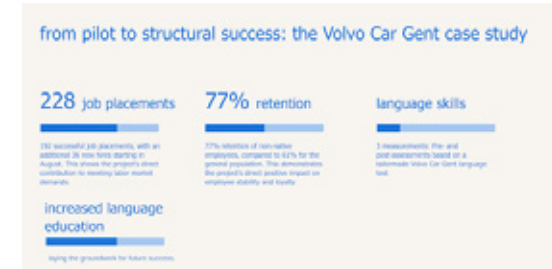 from pilot to structural success: the Volvo Car Gent case study
228 job placements
192 successful job placements, with an
additional 36 new hires starting in
August. This shows the project's direct
contribution to meeting labor market
demands.
77% retention
77% retention of non-native
employees, compared to 61% for the
general population. This demonstrates
the project's direct positive impact on
employee stability and loyalty.
language skills
3 measurements: Pre- and
post-assessments based on a
tailormade Volvo Car Gent language
test.
increased language
education
laying the groundwork for future success.